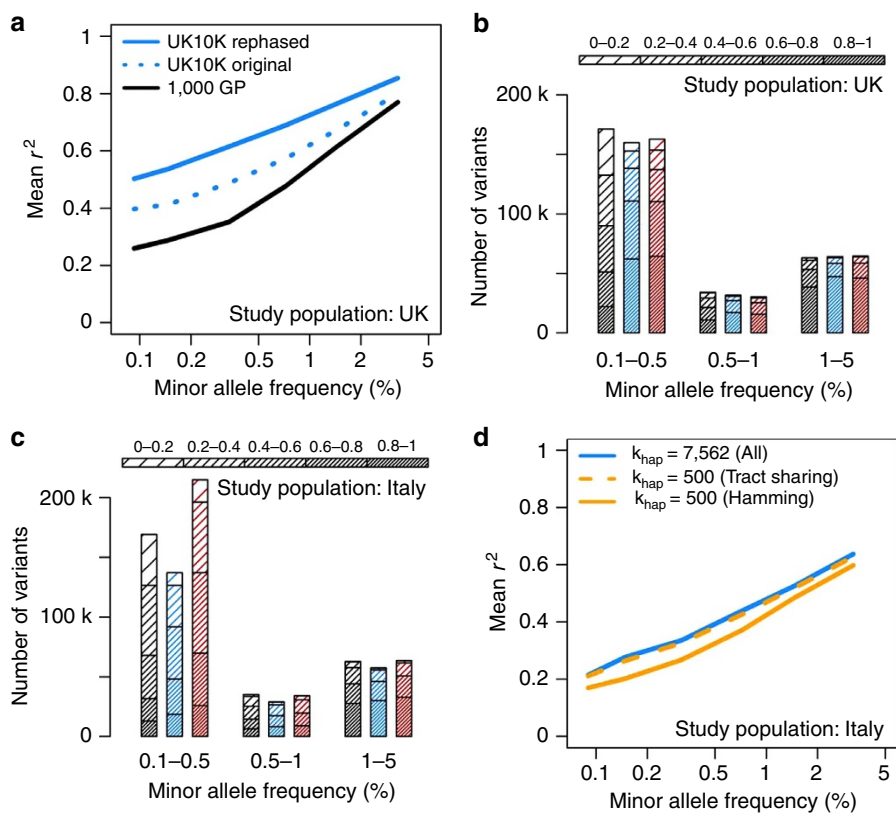 a
1
0.8
0.6
0.4
0.2
0
Mean r²
UK10K rephased
UK10K original
1,000 GP
Study population: UK
0.1 0.2 0.5 1 2 5
Minor allele frequency (%)
b
0–0.2 0.2–0.4 0.4–0.6 0.6–0.8 0.8–1
Study population: UK
200 k
100 k
0
Number of variants
0.1–0.5 0.5–1 1–5
Minor allele frequency (%)
c
0–0.2 0.2–0.4 0.4–0.6 0.6–0.8 0.8–1
Study population: Italy
200 k
100 k
0
Number of variants
0.1–0.5 0.5–1 1–5
Minor allele frequency (%)
d
1
0.8
0.6
0.4
0.2
0
Mean r²
k_hap = 7,562 (All)
k_hap = 500 (Tract sharing)
k_hap = 500 (Hamming)
Study population: Italy
0.1 0.2 0.5 1 2 5
Minor allele frequency (%)